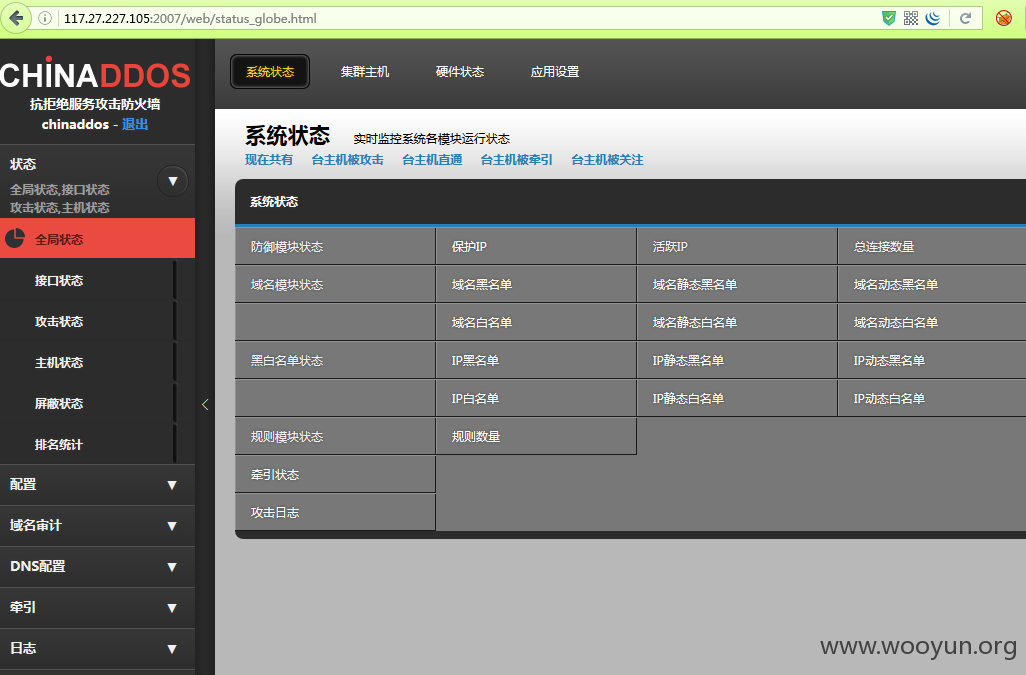 117.27.227.105:2007/web/status_globe.html
CHINADDOS
抗拒绝服务攻击防火墙
chinaddos - 退出
状态
全局状态,接口状态
攻击状态,主机状态
全局状态
接口状态
攻击状态
主机状态
屏蔽状态
排名统计
配置
域名审计
DNS配置
牵引
日志
系统状态 集群主机 硬件状态 应用设置
系统状态 实时监控系统各模块运行状态
现在共有 台主机被攻击 台主机直通 台主机被牵引 台主机被关注
系统状态
防御模块状态 保护IP 活跃IP 总连接数量
域名模块状态 域名黑名单 域名静态黑名单 域名动态黑名单
域名白名单 域名静态白名单 域名动态白名单
黑白名单状态 IP黑名单 IP静态黑名单 IP动态黑名单
IP白名单 IP静态白名单 IP动态白名单
规则模块状态 规则数量
牵引状态
攻击日志
www.wooyun.org